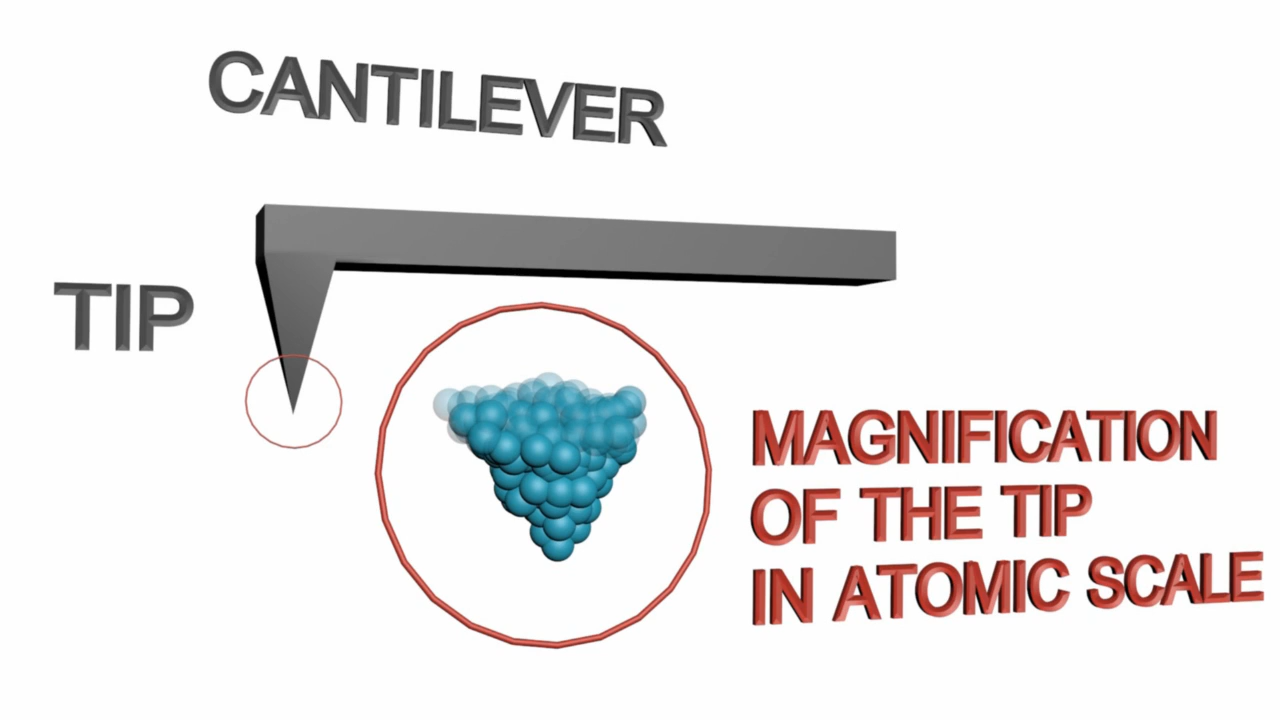 CANTILEVER
TIP
MAGNIFICATION
OF THE TIP
IN ATOMIC SCALE